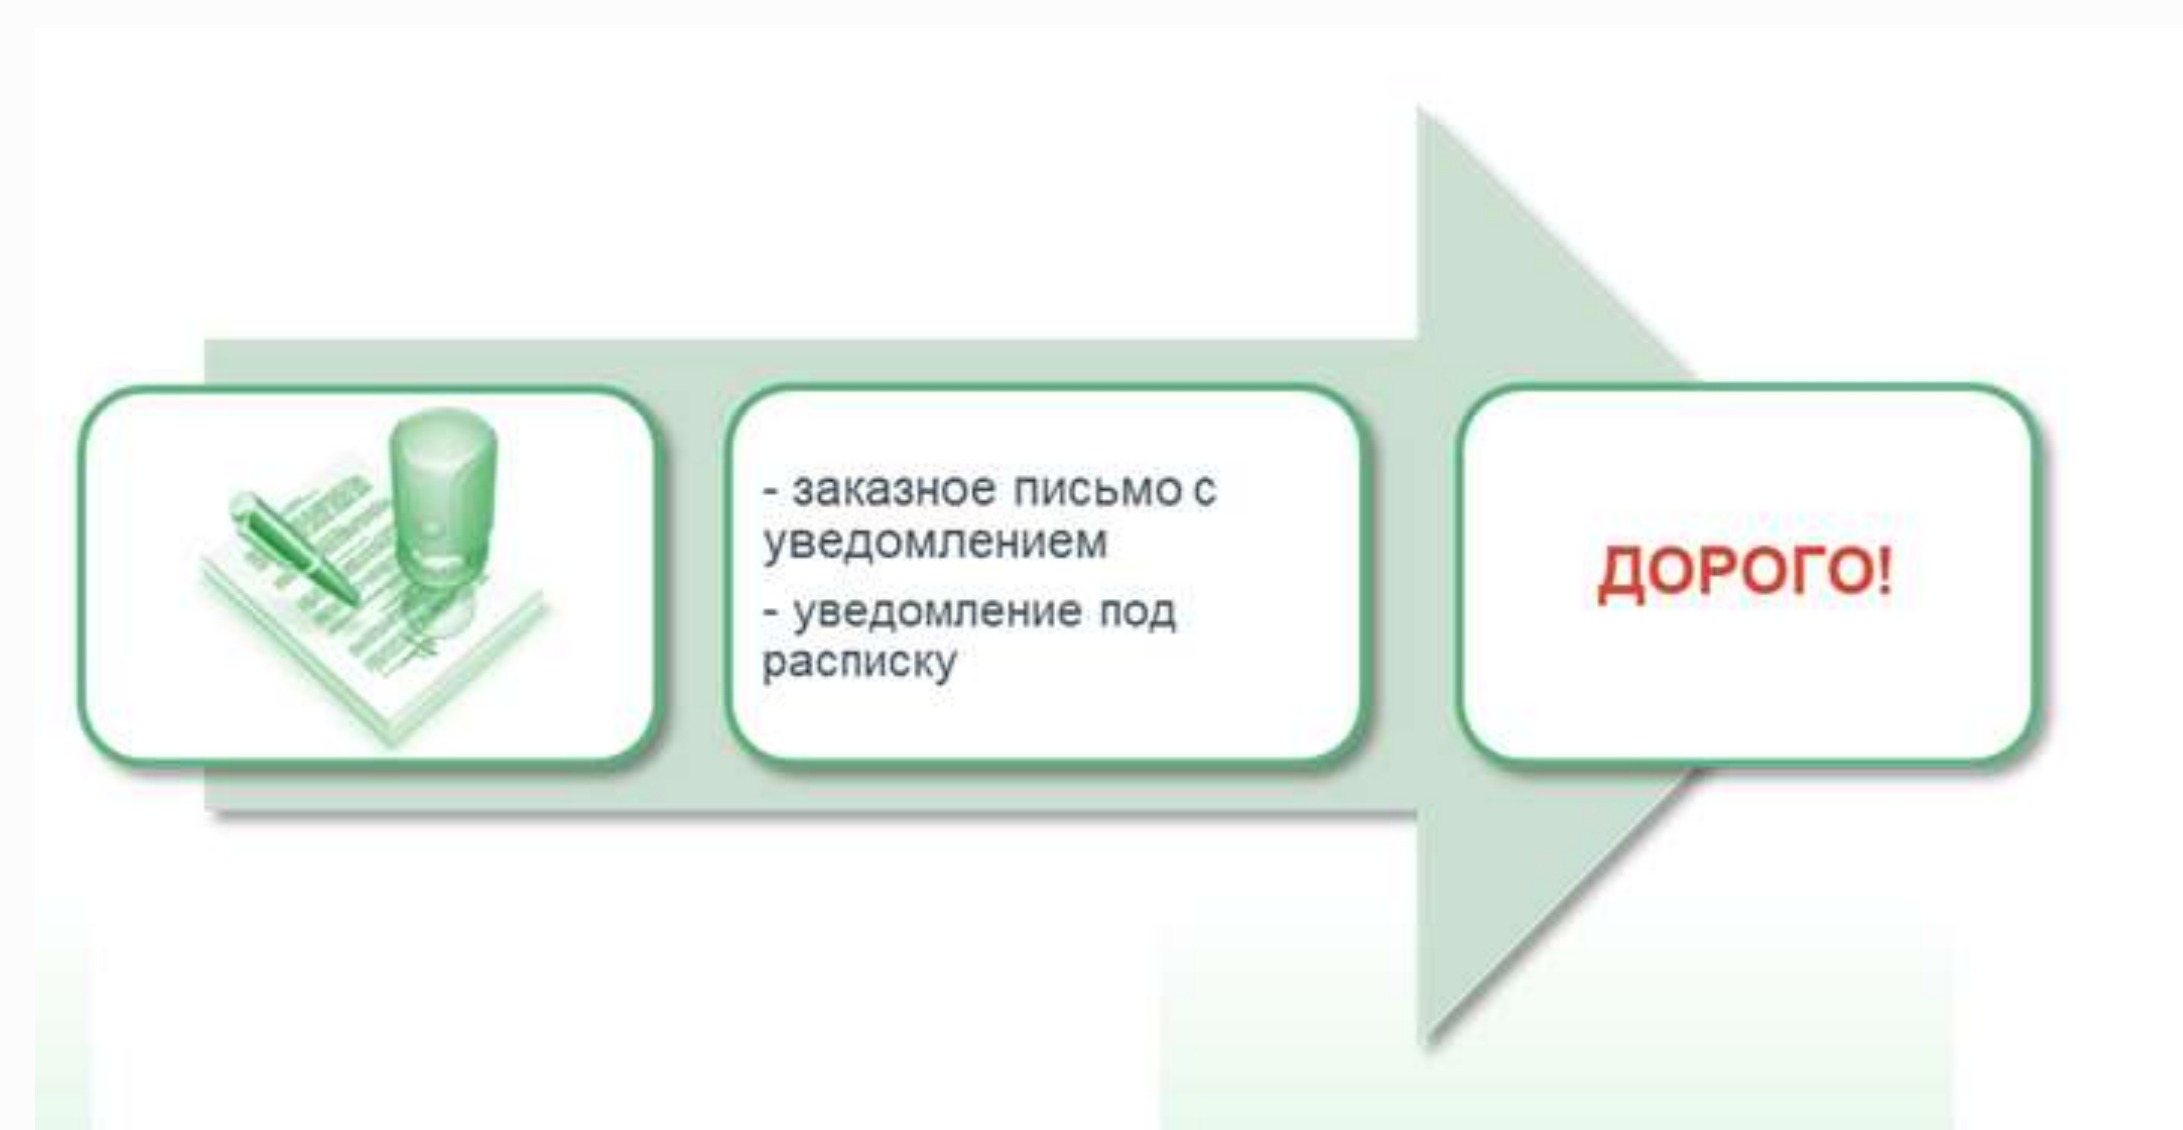 - заказное письмо с
уведомлением
- уведомление под
расписку
ДОРОГО!